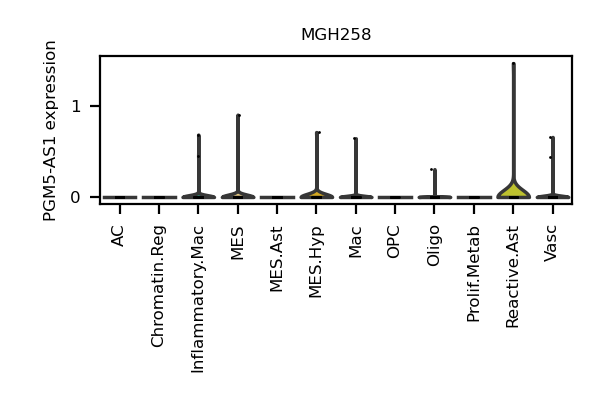 MGH258
PGM5-AS1 expression
1
0
AC
Chromatin.Reg
Inflammatory.Mac
MES
MES.Ast
MES.Hyp
Mac
OPC
Oligo
Prolif.Metab
Reactive.Ast
Vasc